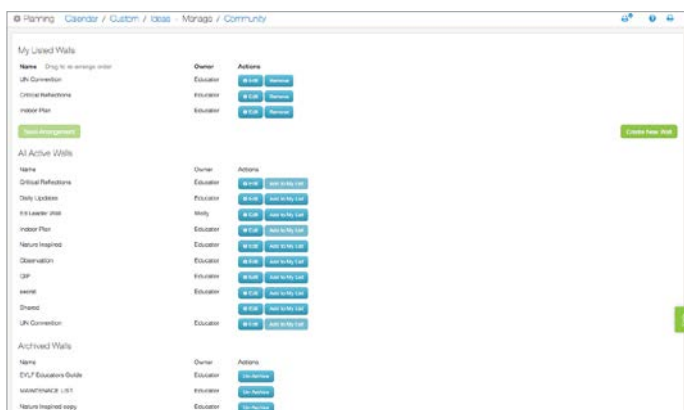 Planning Calendar / Custom / Ideas - Manage / Community
My Listed Walls
Name Drag to re-arrange order Owner Actions
UN Convention Educator Edit Remove
Critical Reflections Educator Edit Remove
Indoor Plan Educator Edit Remove
Save Arrangement Create New Wall
All Active Walls
Name Owner Actions
Critical Reflections Educator Edit Add to My List
Daily Updates Educator Edit Add to My List
Leader Wall Molly Edit Add to My List
Indoor Plan Educator Edit Add to My List
Nature Inspired Educator Edit Add to My List
Observation Educator Edit Add to My List
QIP Educator Edit Add to My List
Educator Edit Add to My List
Shared Edit Add to My List
UN Convention Educator Edit Add to My List
Archived Walls
Name Owner Actions
EYLF Educators Guide Educator Un-Archive
MAINTENACE LIST Educator Un-Archive
Nature Inspired copy Educator Un-Archive